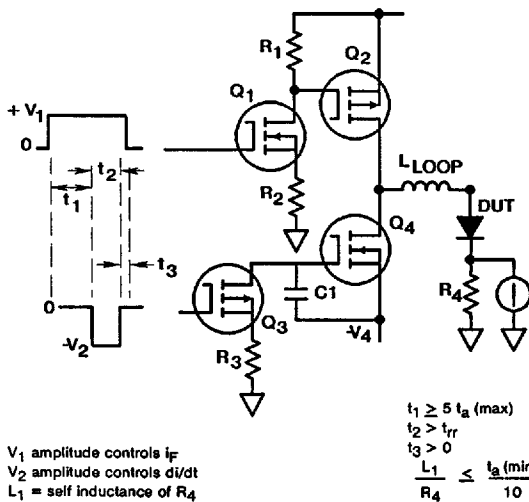 R1
Q2
Q1
+ V1
0
t2
t1
R2
LLOOP
DUT
Q4
t3
0
C1
R4
-V2
Q3
-V4
R3
t1 ≥ 5 ta (max)
t2 > trr
t3 > 0
L1 / R4 ≤ ta (min / 10
V1 amplitude controls iF
V2 amplitude controls di/dt
L1 = self inductance of R4